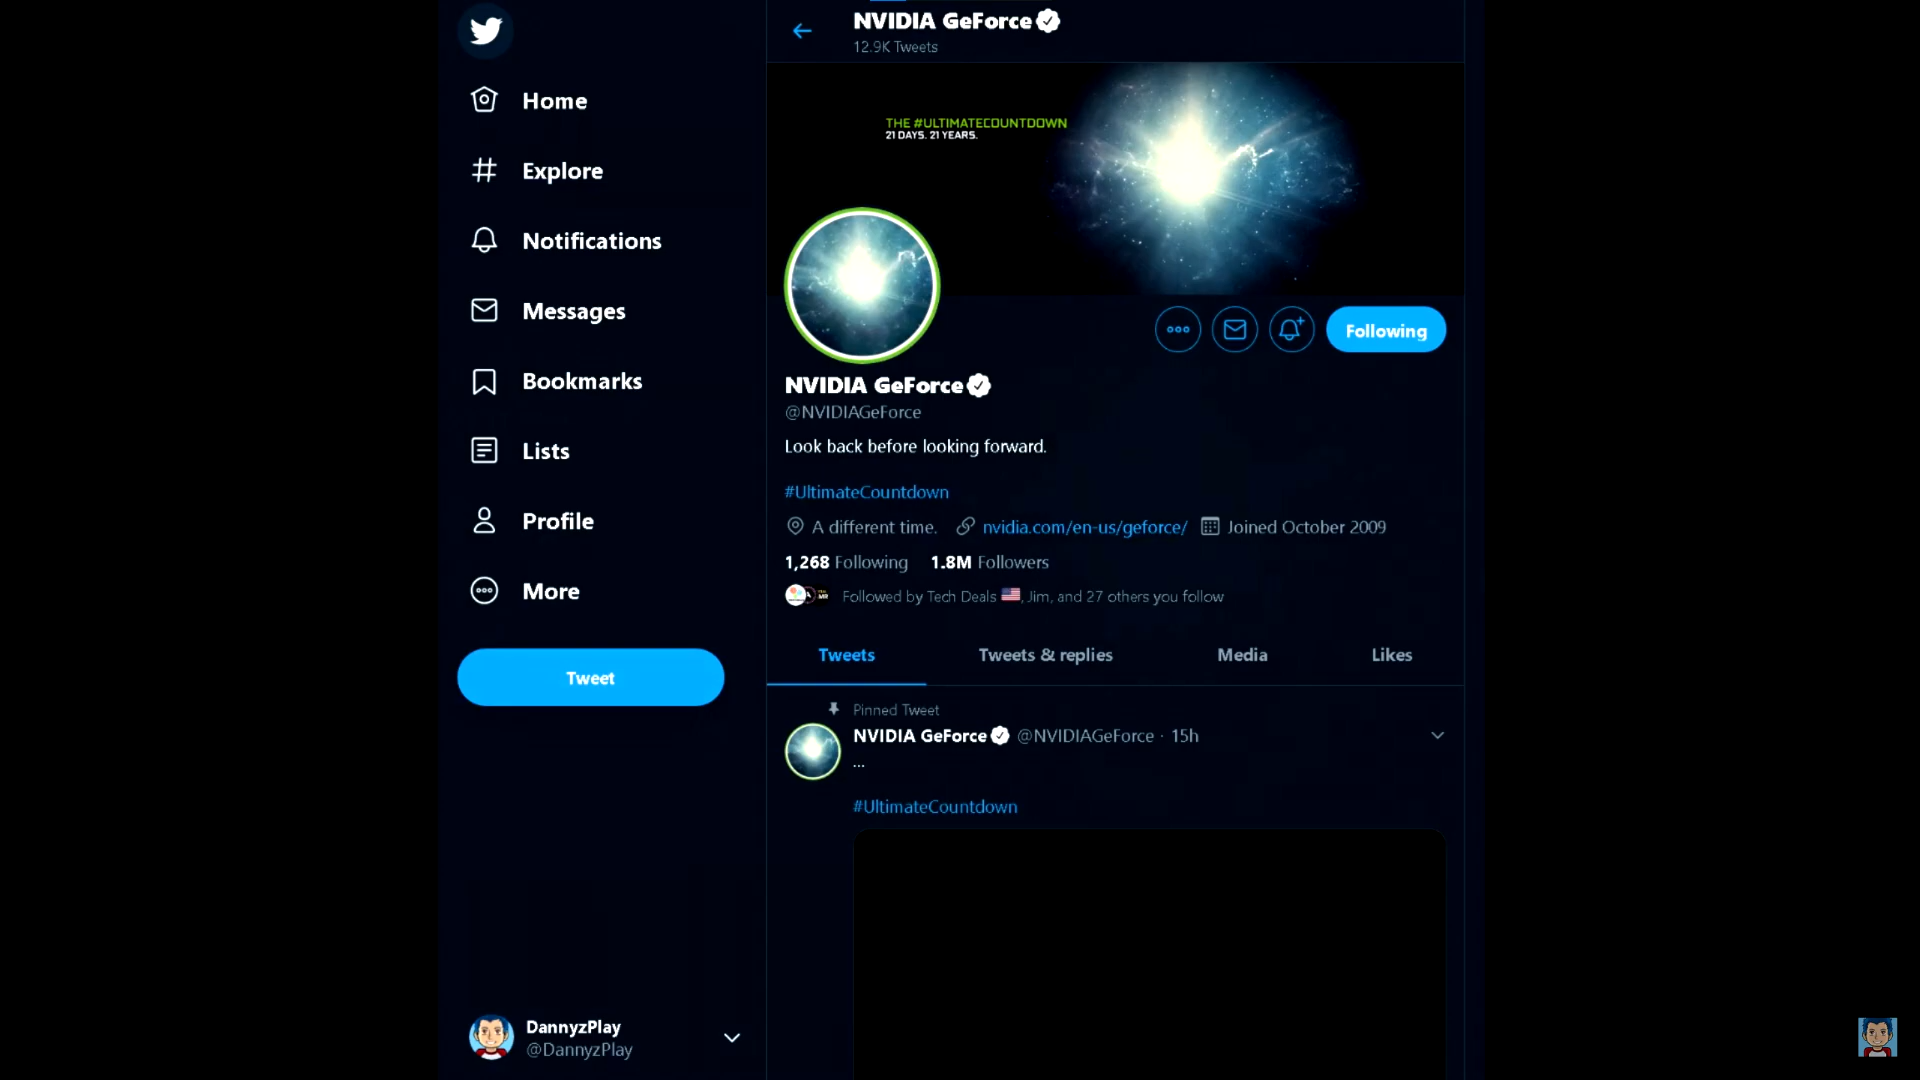 NVIDIA GeForce
12.9K Tweets
Home
Explore
Notifications
Messages
Bookmarks
Lists
Profile
More
Tweet
DannyzPlay
@DannyzPlay
THE #ULTIMATECOUNTDOWN
21 DAYS. 21 YEARS.
Following
NVIDIA GeForce
@NVIDIAGeForce
Look back before looking forward.
#UltimateCountdown
A different time. nvidia.com/en-us/geforce/ Joined October 2009
1,268 Following 1.8M Followers
Followed by Tech Deals 🇺🇸, Jim, and 27 others you follow
Tweets Tweets & replies Media Likes
Pinned Tweet
NVIDIA GeForce @NVIDIAGeForce · 15h
...
#UltimateCountdown